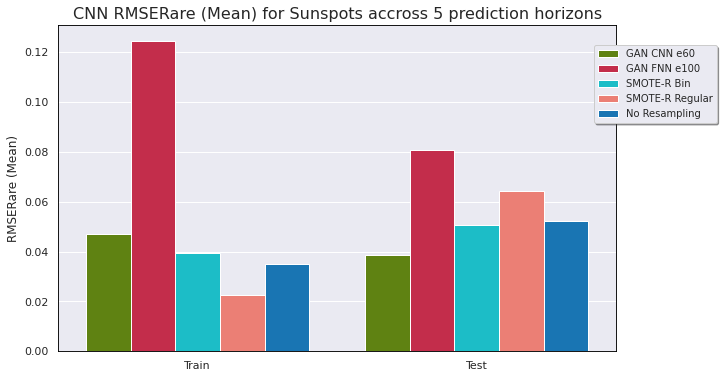 CNN RMSERare (Mean) for Sunspots accross 5 prediction horizons
RMSERare (Mean)
0.12
0.10
0.08
0.06
0.04
0.02
0.00
Train
Test
GAN CNN e60
GAN FNN e100
SMOTE-R Bin
SMOTE-R Regular
No Resampling